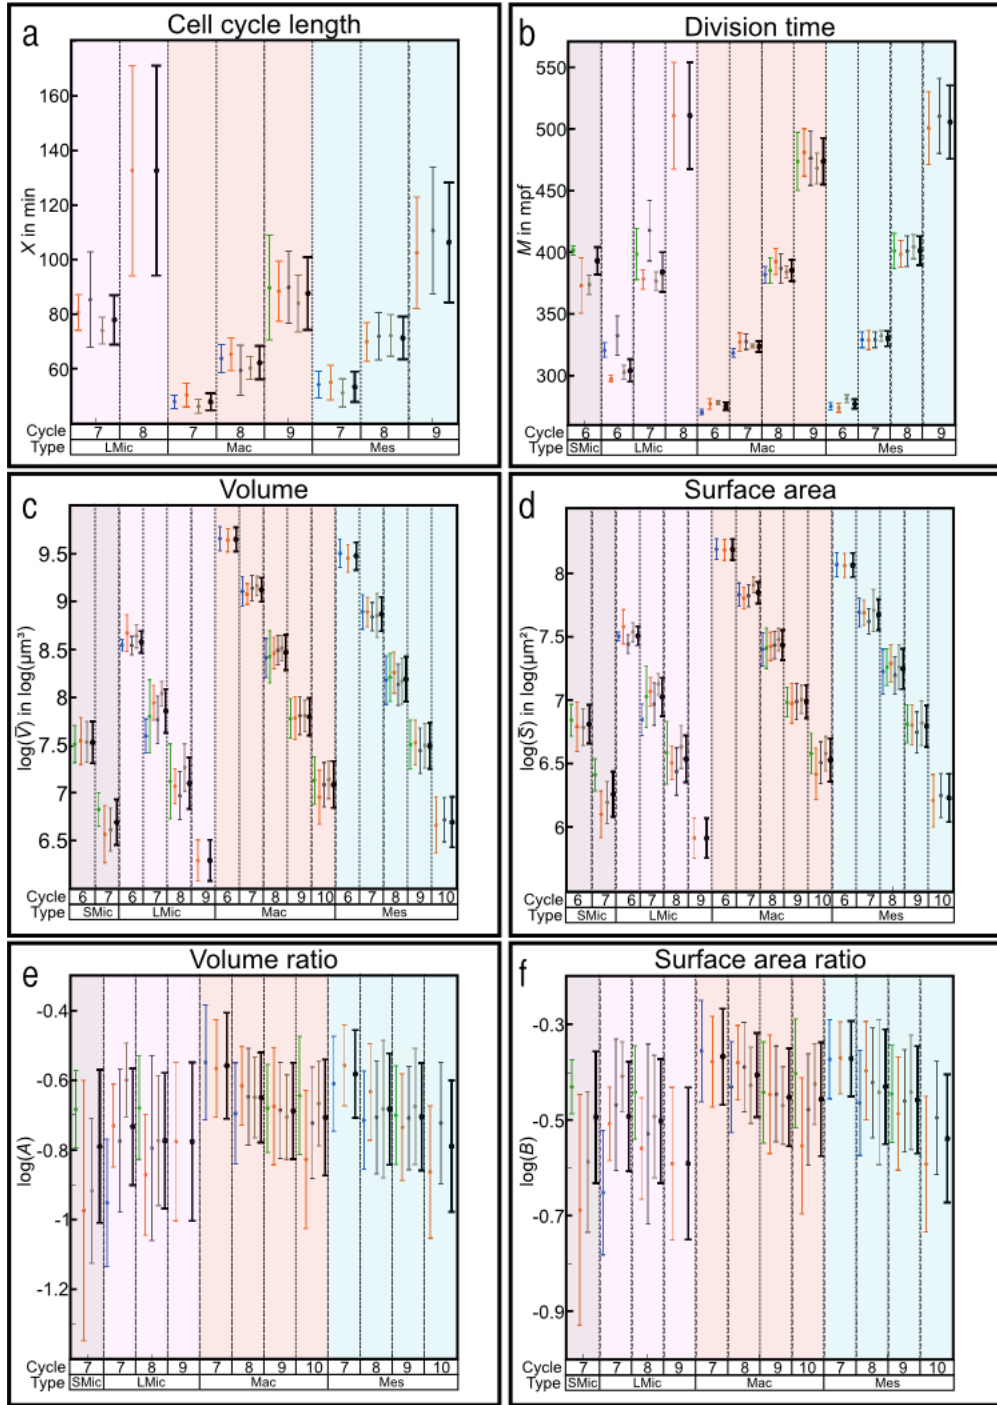 a
Cell cycle length
X in min
160
140
120
100
80
60
Cycle 7 8 7 8 9 7 8 9
Type LMic Mac Mes
b
Division time
M in mpf
550
500
450
400
350
300
Cycle 6 6 7 8 6 7 8 9 6 7 8 9
Type SMic LMic Mac Mes
c
Volume
log(V̅) in log(μm³)
9.5
9
8.5
8
7.5
7
6.5
Cycle 6 7 6 7 8 9 6 7 8 9 10 6 7 8 9 10
Type SMic LMic Mac Mes
d
Surface area
log(S̅) in log(μm²)
8
7.5
7
6.5
6
Cycle 6 7 6 7 8 9 6 7 8 9 10 6 7 8 9 10
Type SMic LMic Mac Mes
e
Volume ratio
log(A)
-0.4
-0.6
-0.8
-1
-1.2
Cycle 7 7 8 9 7 8 9 10 7 8 9 10
Type SMic LMic Mac Mes
f
Surface area ratio
log(B)
-0.3
-0.5
-0.7
-0.9
Cycle 7 7 8 9 7 8 9 10 7 8 9 10
Type SMic LMic Mac Mes